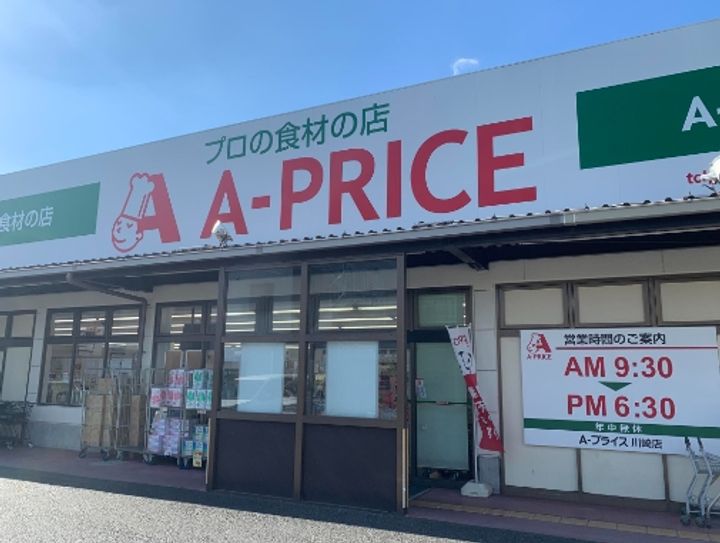 プロの食材の店
A-PRICE
食材の店
A-
A-PRICE
営業時間のご案内
AM 9:30
PM 6:30
年中無休
A-プライス 川崎店